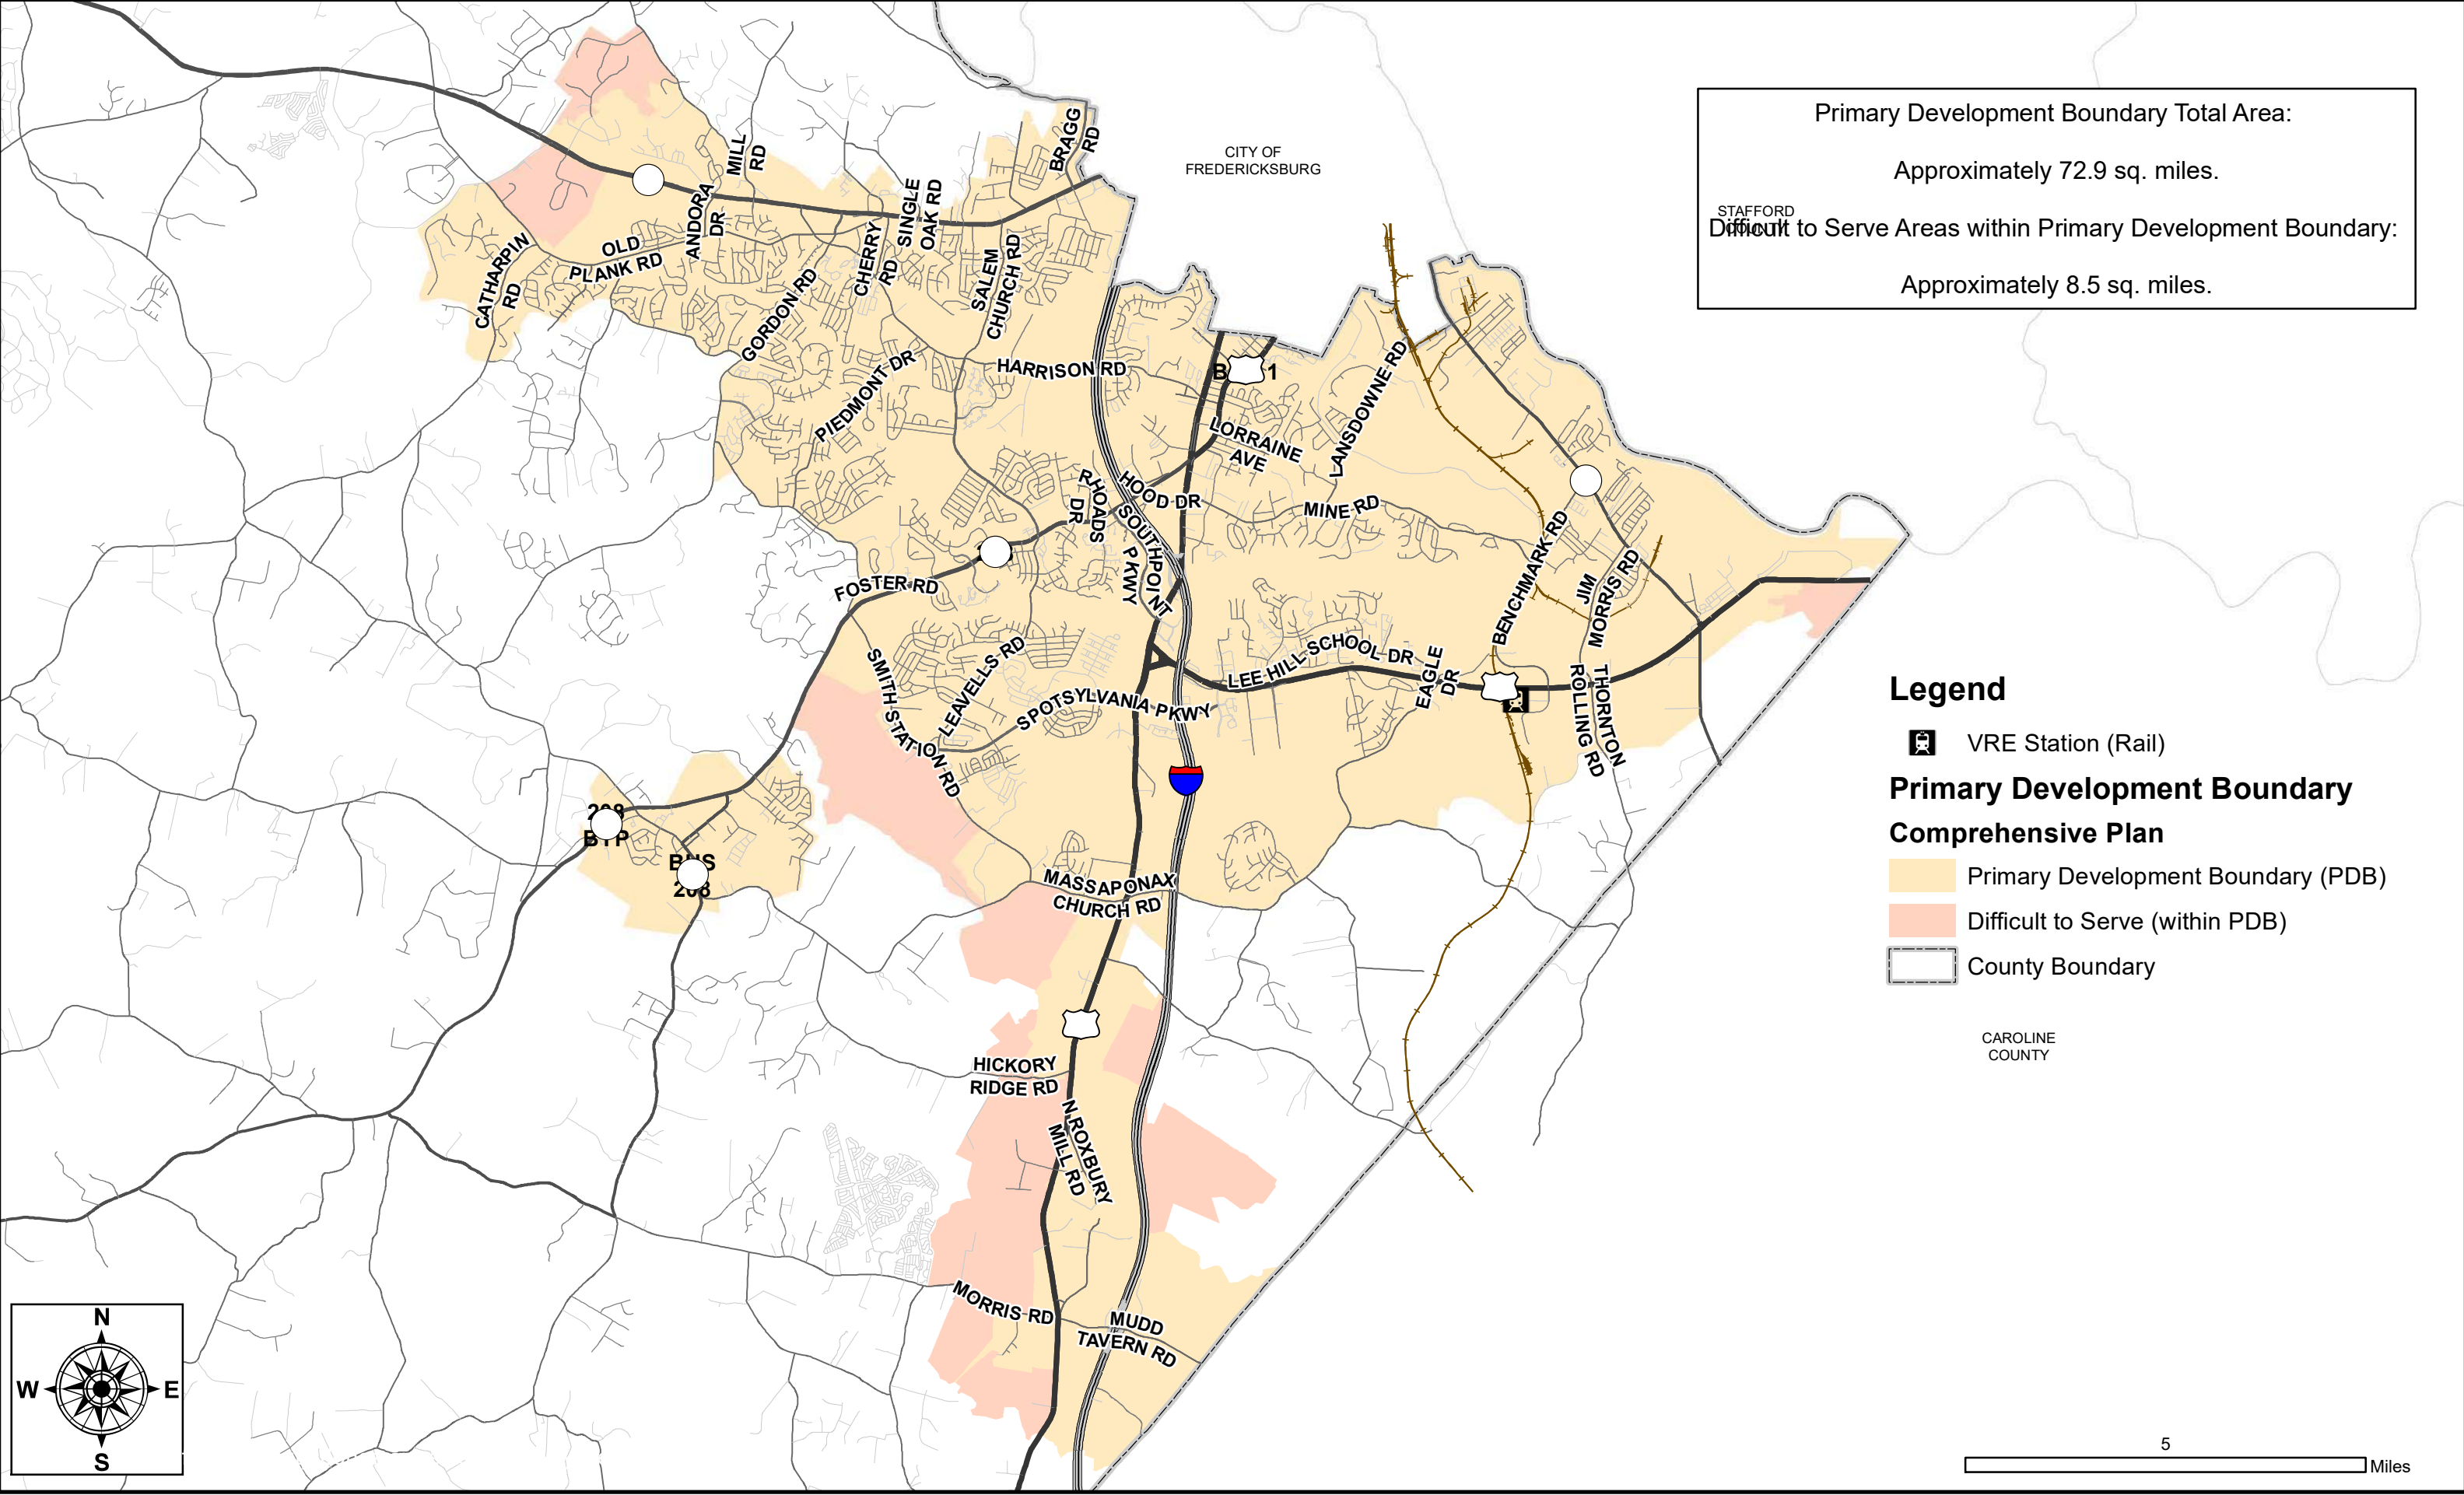 Primary Development Boundary Total Area:
Approximately 72.9 sq. miles.
Difficult to Serve Areas within Primary Development Boundary:
Approximately 8.5 sq. miles.
STAFFORD
COUNTY
CITY OF
FREDERICKSBURG
BRAGG
RD
MILL
RD
ANDORA
DR
SINGLE
OAK RD
CHERRY
RD
SALEM
CHURCH RD
OLD
PLANK RD
CATHARPIN
RD
GORDON RD
PIEDMONT DR
HARRISON RD
B 1
LANSDOWNE RD
LORRAINE
AVE
RHOADS
DR
HOOD DR
SOUTHPOINT
PKWY
MINE RD
BENCHMARK RD
JIM
MORRIS RD
FOSTER RD
SMITH STATION RD
LEAVELLS RD
SPOTSYLVANIA PKWY
LEE HILL SCHOOL DR
EAGLE
DR
THORNTON
ROLLING RD
208
BYP
BUS
208
MASSAPONAX
CHURCH RD
HICKORY
RIDGE RD
N ROXBURY
MILL RD
MORRIS RD
MUDD
TAVERN RD
Legend
VRE Station (Rail)
Primary Development Boundary
Comprehensive Plan
Primary Development Boundary (PDB)
Difficult to Serve (within PDB)
County Boundary
CAROLINE
COUNTY
N
W E
S
5
Miles